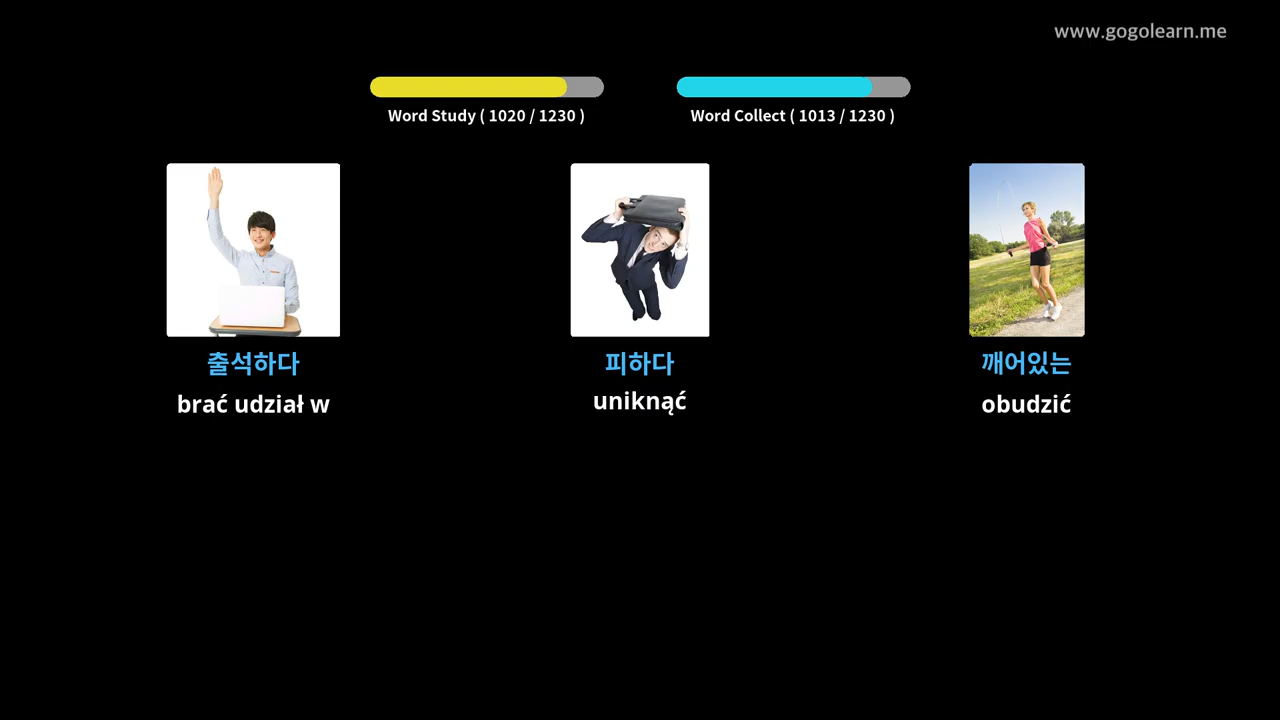 www.gogolearn.me
Word Study ( 1020 / 1230 )
Word Collect ( 1013 / 1230 )
출석하다
피하다
깨어있는
brać udział w
uniknąć
obudzić